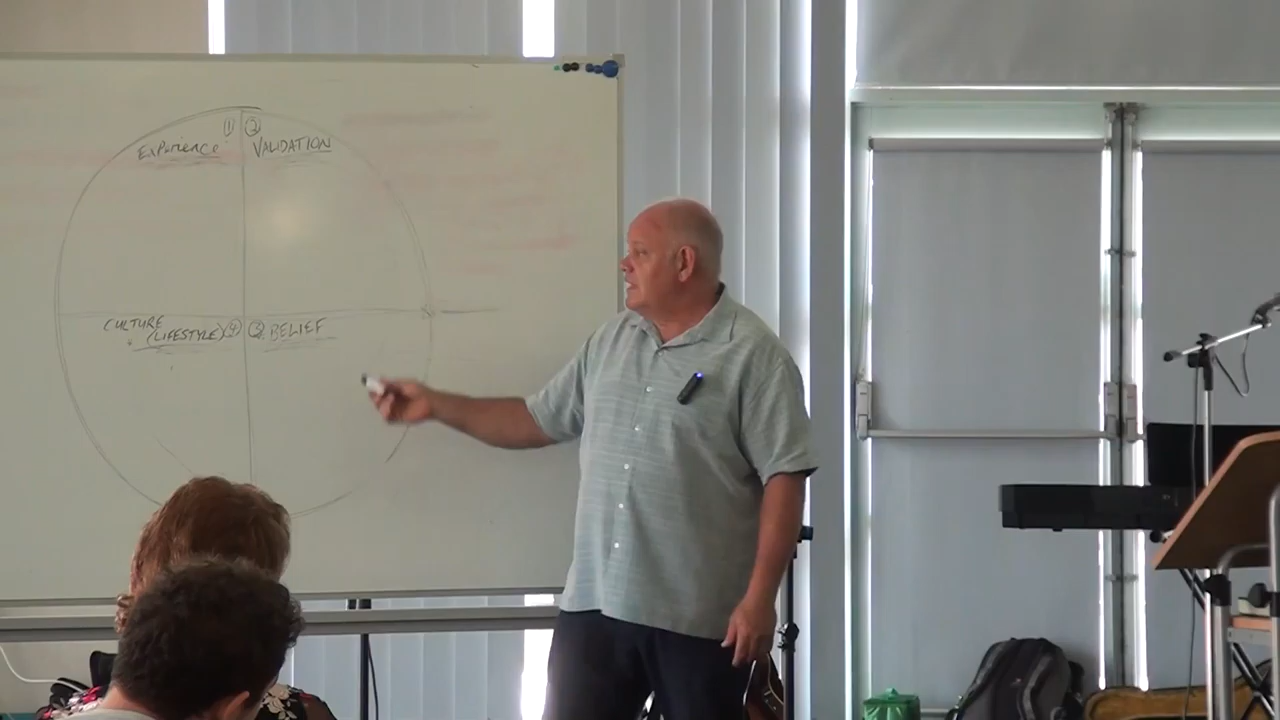 ① ②
Experience VALIDATION
CULTURE
(LIFESTYLE) ④ ③ BELIEF